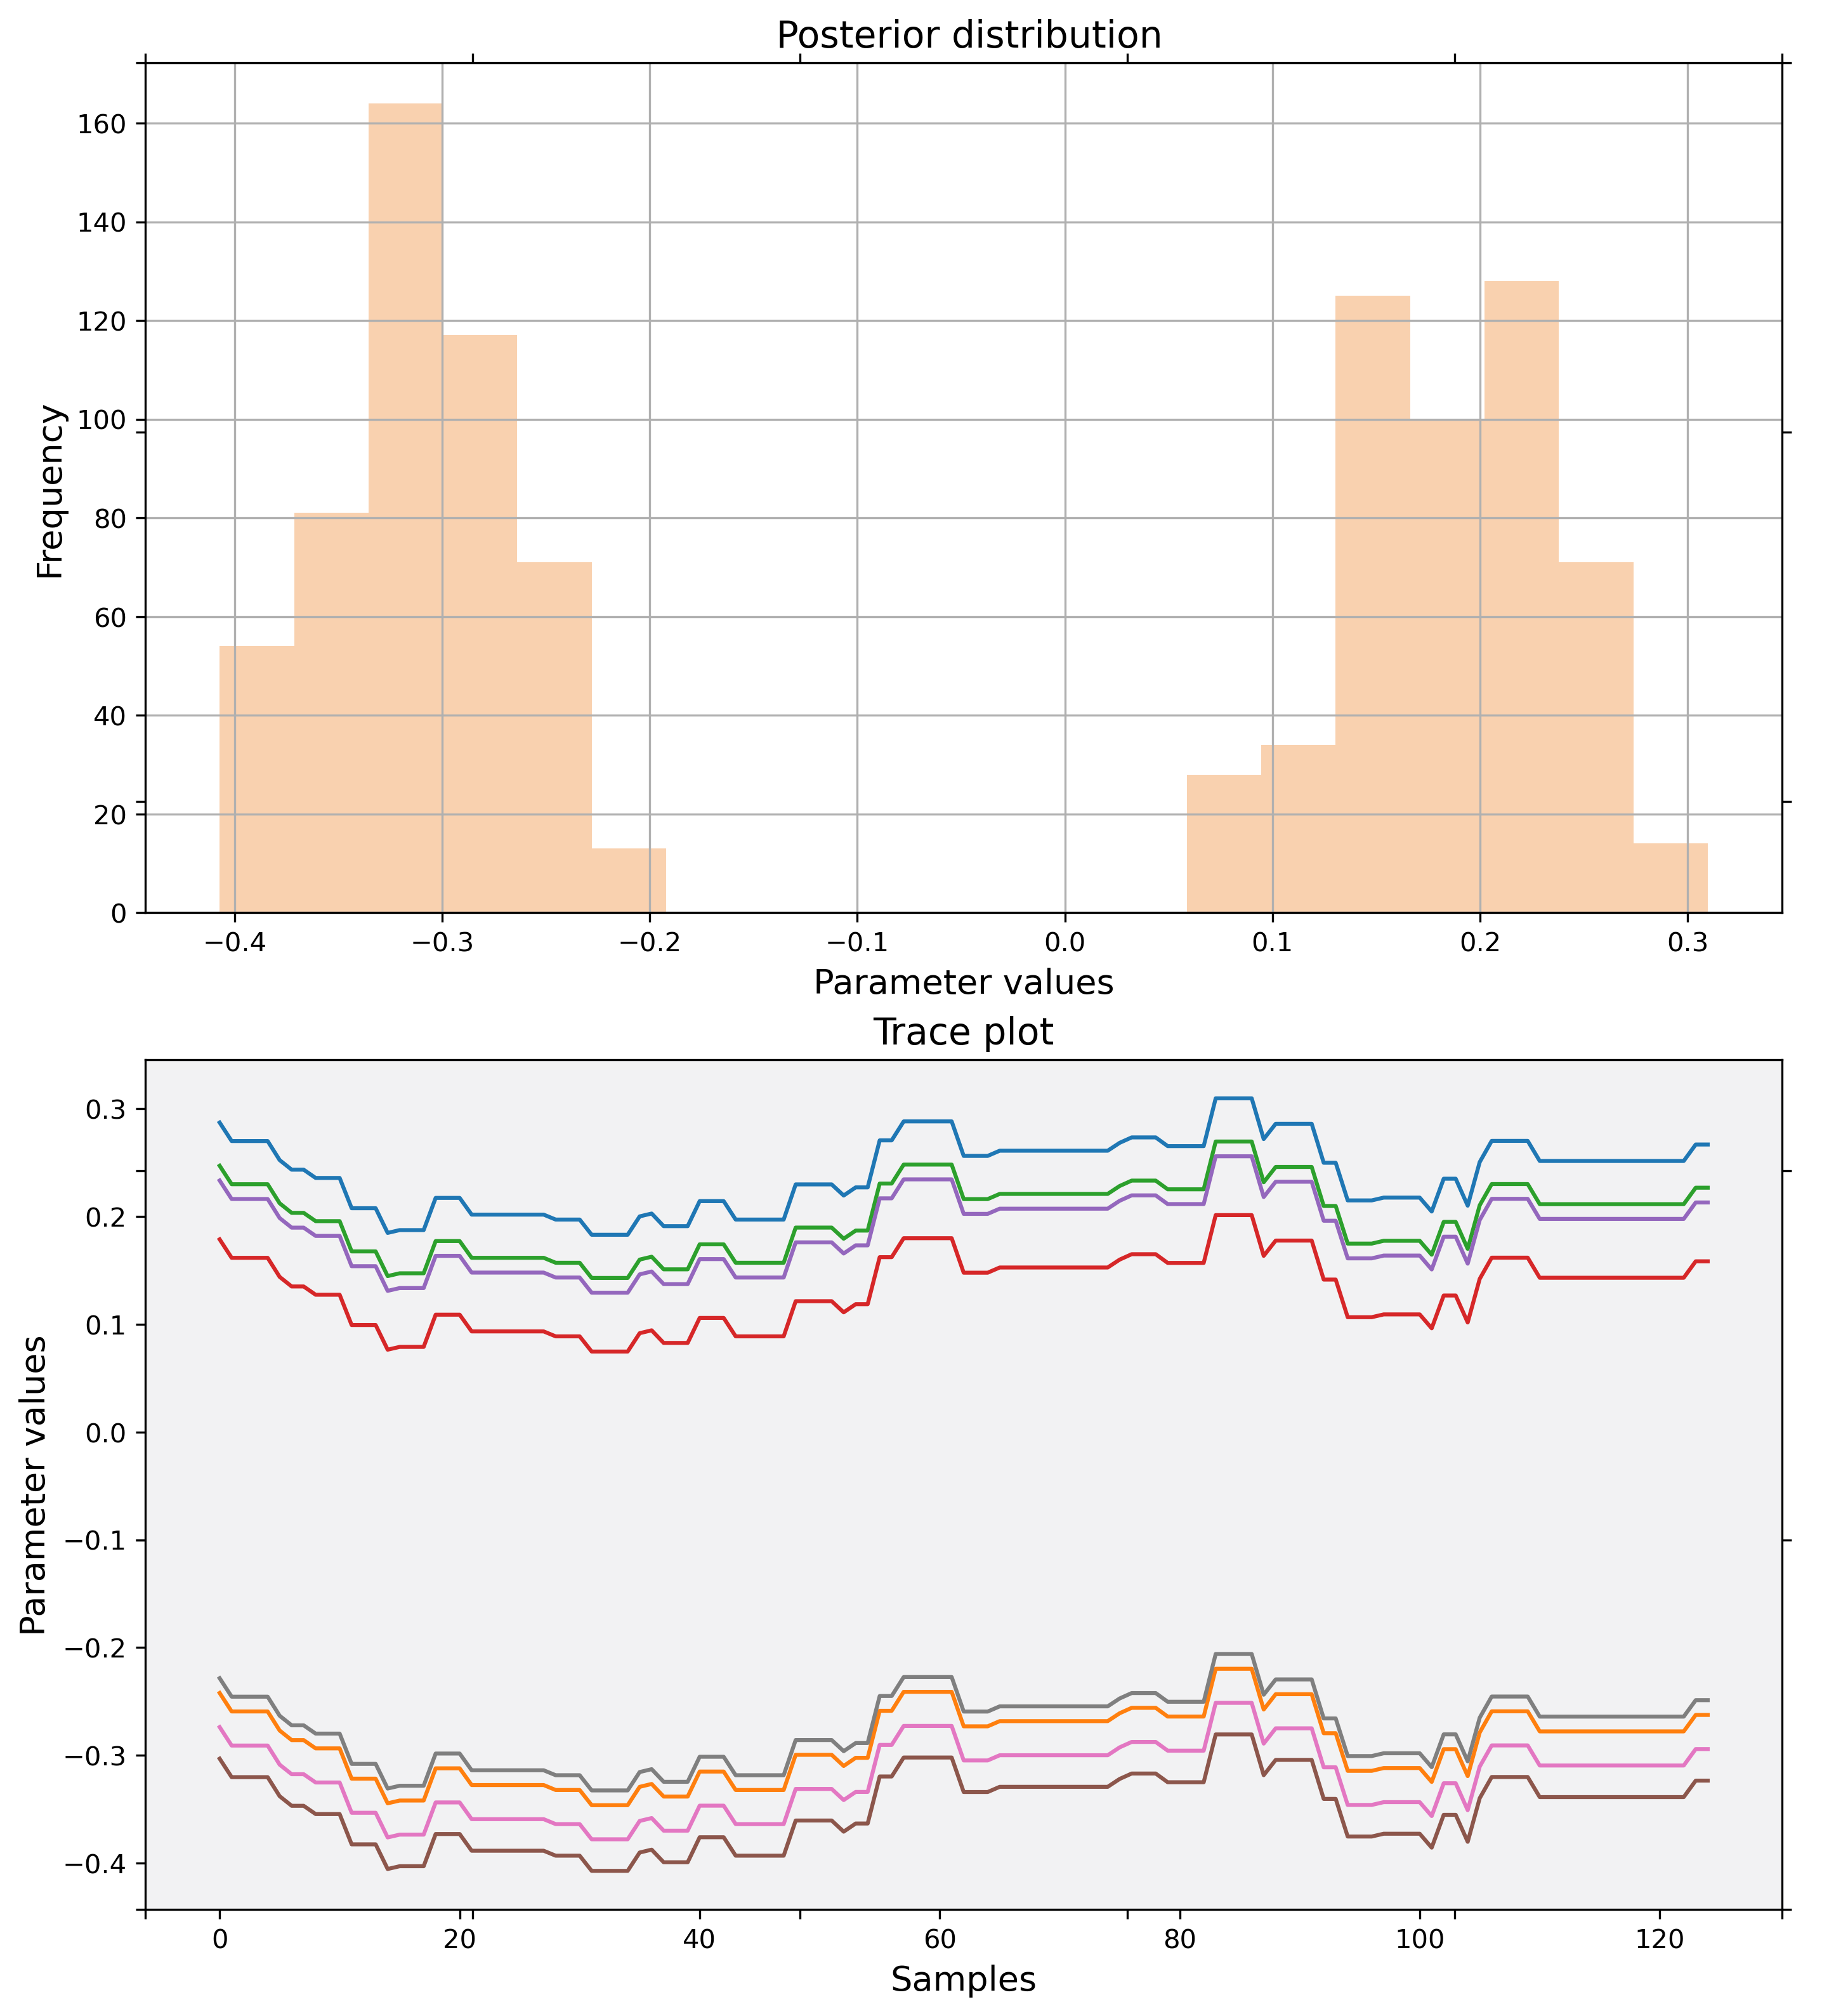 Posterior distribution
160
140
120
100
80
60
40
20
0
Frequency
−0.4 −0.3 −0.2 −0.1 0.0 0.1 0.2 0.3
Parameter values
Trace plot
0.3
0.2
0.1
0.0
−0.1
−0.2
−0.3
−0.4
Parameter values
0 20 40 60 80 100 120
Samples